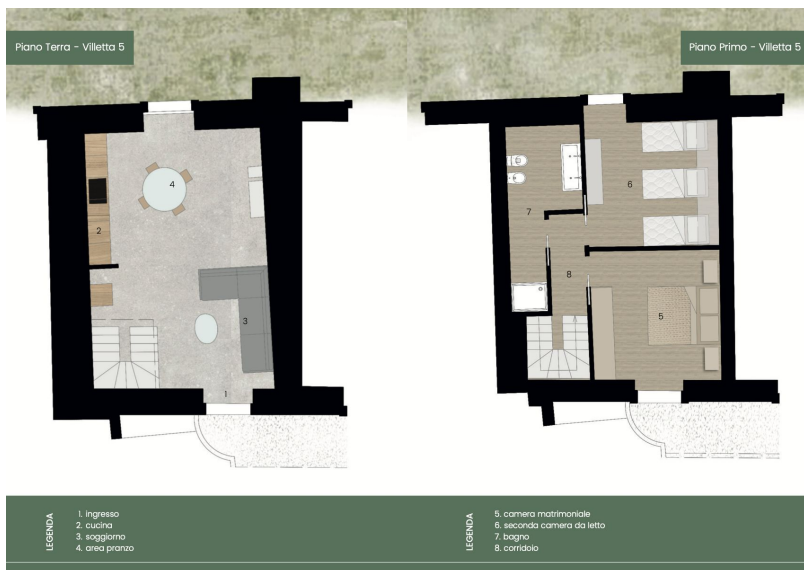 Piano Terra - Villetta 5
Piano Primo - Villetta 5
4
2
3
1
6
7
8
5
LEGENDA
1. ingresso
2. cucina
3. soggiorno
4. area pranzo
LEGENDA
5. camera matrimoniale
6. seconda camera da letto
7. bagno
8. corridoio